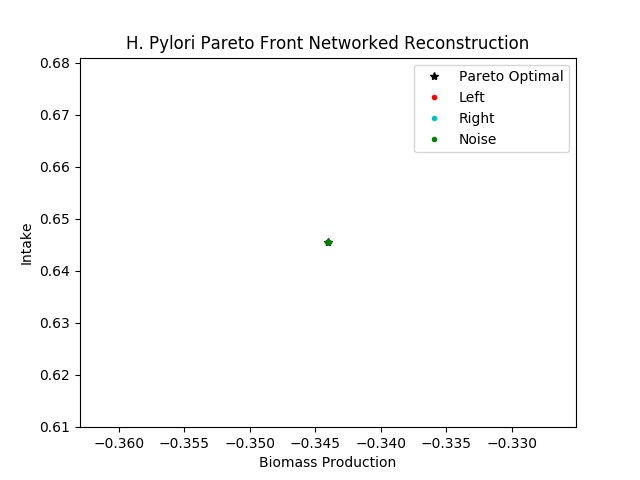 H. Pylori Pareto Front Networked Reconstruction
0.68
0.67
0.66
0.65
0.64
0.63
0.62
0.61
Intake
Pareto Optimal
Left
Right
Noise
−0.360
−0.355
−0.350
−0.345
−0.340
−0.335
−0.330
Biomass Production